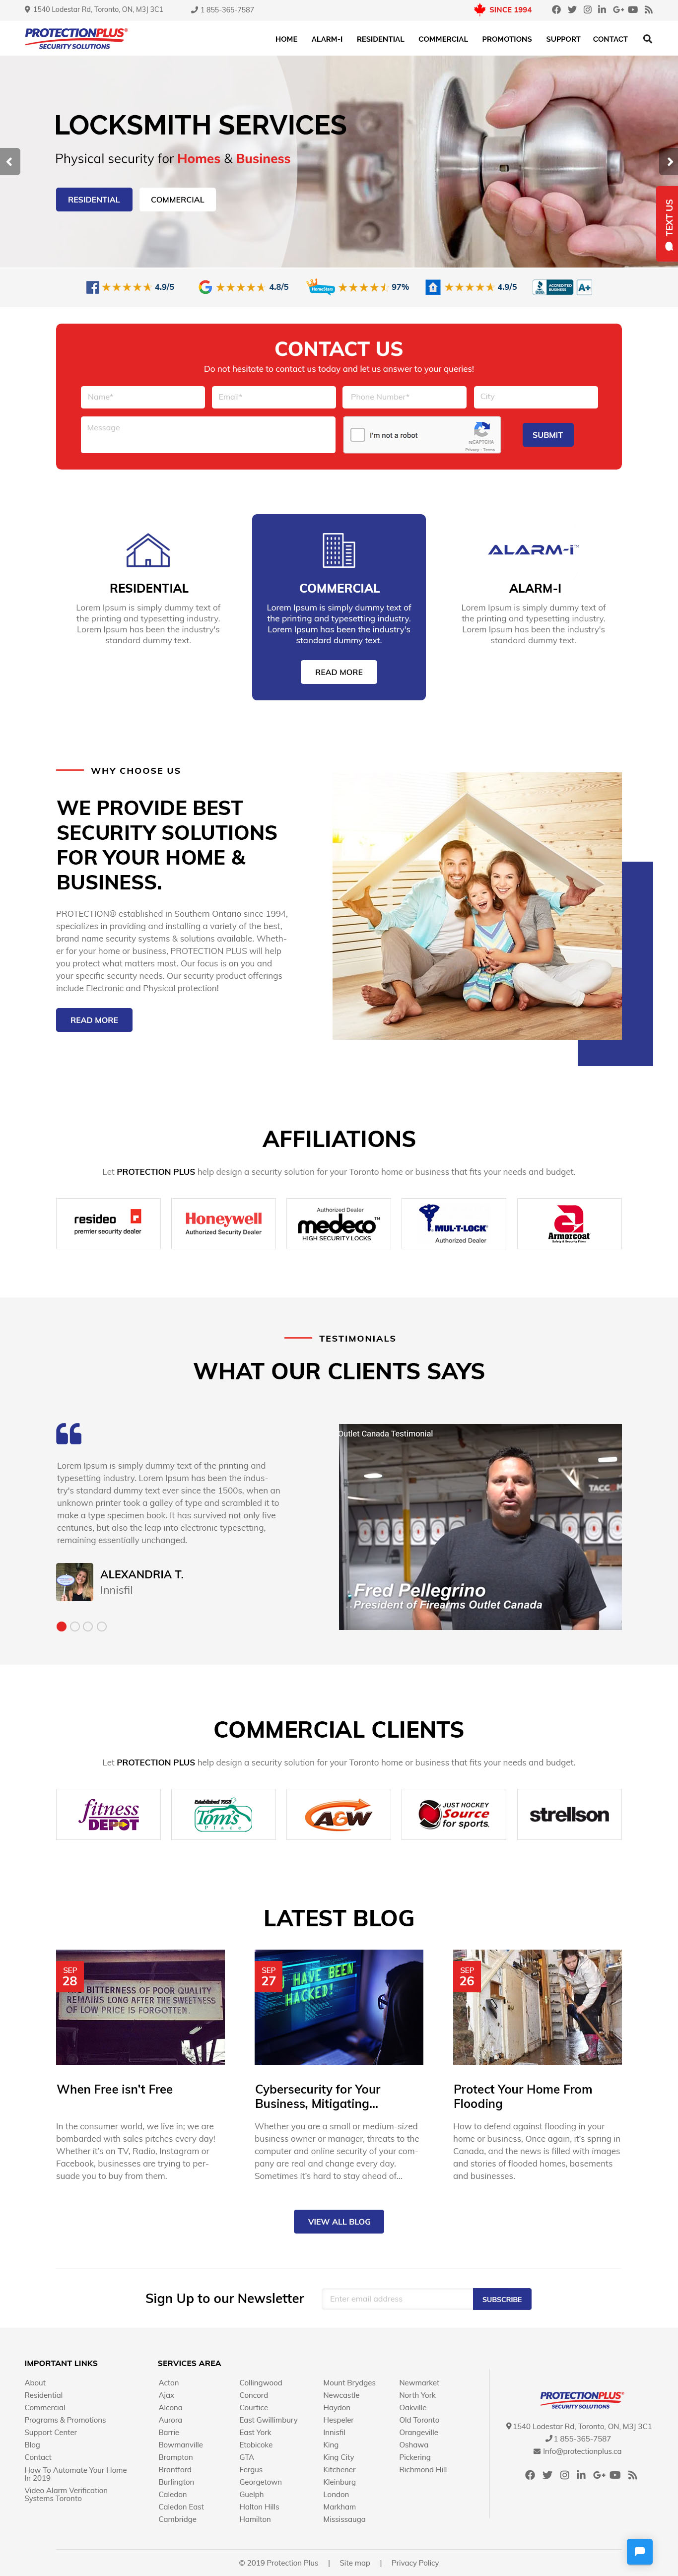 1540 Lodestar Rd, Toronto, ON, M3J 3C1
1 855-365-7587
SINCE 1994
PROTECTIONPLUS®
SECURITY SOLUTIONS
HOME
ALARM-I
RESIDENTIAL
COMMERCIAL
PROMOTIONS
SUPPORT
CONTACT
LOCKSMITH SERVICES
Physical security for Homes & Business
RESIDENTIAL
COMMERCIAL
TEXT US
4.9/5
4.8/5
HomeStars
97%
4.9/5
BBB
ACCREDITED BUSINESS
A+
CONTACT US
Do not hesitate to contact us today and let us answer to your queries!
Name*
Email*
Phone Number*
City
Message
I'm not a robot
reCAPTCHA
Privacy - Terms
SUBMIT
RESIDENTIAL
Lorem Ipsum is simply dummy text of
the printing and typesetting industry.
Lorem Ipsum has been the industry's
standard dummy text.
COMMERCIAL
Lorem Ipsum is simply dummy text of
the printing and typesetting industry.
Lorem Ipsum has been the industry's
standard dummy text.
READ MORE
ALARM-i
ALARM-I
Lorem Ipsum is simply dummy text of
the printing and typesetting industry.
Lorem Ipsum has been the industry's
standard dummy text.
WHY CHOOSE US
WE PROVIDE BEST
SECURITY SOLUTIONS
FOR YOUR HOME &
BUSINESS.
PROTECTION® established in Southern Ontario since 1994,
specializes in providing and installing a variety of the best,
brand name security systems & solutions available. Wheth-
er for your home or business, PROTECTION PLUS will help
you protect what matters most. Our focus is on you and
your specific security needs. Our security product offerings
include Electronic and Physical protection!
READ MORE
AFFILIATIONS
Let PROTECTION PLUS help design a security solution for your Toronto home or business that fits your needs and budget.
resideo
premier security dealer
Honeywell
Authorized Security Dealer
Authorized Dealer
medeco™
HIGH SECURITY LOCKS
MUL-T-LOCK®
Authorized Dealer
Armorcoat
Safety & Security Films
TESTIMONIALS
WHAT OUR CLIENTS SAYS
Lorem Ipsum is simply dummy text of the printing and
typesetting industry. Lorem Ipsum has been the indus-
try's standard dummy text ever since the 1500s, when an
unknown printer took a galley of type and scrambled it to
make a type specimen book. It has survived not only five
centuries, but also the leap into electronic typesetting,
remaining essentially unchanged.
ALEXANDRIA T.
Innisfil
Outlet Canada Testimonial
Fred Pellegrino
President of Firearms Outlet Canada
COMMERCIAL CLIENTS
Let PROTECTION PLUS help design a security solution for your Toronto home or business that fits your needs and budget.
fitness
DEPOT
Established 1958
Tom's
Place
A&W
JUST HOCKEY
Source
for sports.
strellson
LATEST BLOG
SEP
28
BITTERNESS OF POOR QUALITY
REMAINS LONG AFTER THE SWEETNESS
OF LOW PRICE IS FORGOTTEN.
When Free isn't Free
In the consumer world, we live in; we are
bombarded with sales pitches every day!
Whether it's on TV, Radio, Instagram or
Facebook, businesses are trying to per-
suade you to buy from them.
SEP
27
HAVE BEEN
HACKED!
Cybersecurity for Your
Business, Mitigating...
Whether you are a small or medium-sized
business owner or manager, threats to the
computer and online security of your com-
pany are real and change every day.
Sometimes it's hard to stay ahead of...
SEP
26
Protect Your Home From
Flooding
How to defend against flooding in your
home or business, Once again, it's spring in
Canada, and the news is filled with images
and stories of flooded homes, basements
and businesses.
VIEW ALL BLOG
Sign Up to our Newsletter
Enter email address
SUBSCRIBE
IMPORTANT LINKS
About
Residential
Commercial
Programs & Promotions
Support Center
Blog
Contact
How To Automate Your Home
In 2019
Video Alarm Verification
Systems Toronto
SERVICES AREA
Acton
Ajax
Alcona
Aurora
Barrie
Bowmanville
Brampton
Brantford
Burlington
Caledon
Caledon East
Cambridge
Collingwood
Concord
Courtice
East Gwillimbury
East York
Etobicoke
GTA
Fergus
Georgetown
Guelph
Halton Hills
Hamilton
Mount Brydges
Newcastle
Haydon
Hespeler
Innisfil
King
King City
Kitchener
Kleinburg
London
Markham
Mississauga
Newmarket
North York
Oakville
Old Toronto
Orangeville
Oshawa
Pickering
Richmond Hill
PROTECTIONPLUS®
SECURITY SOLUTIONS
1540 Lodestar Rd, Toronto, ON, M3J 3C1
1 855-365-7587
Info@protectionplus.ca
© 2019 Protection Plus | Site map | Privacy Policy